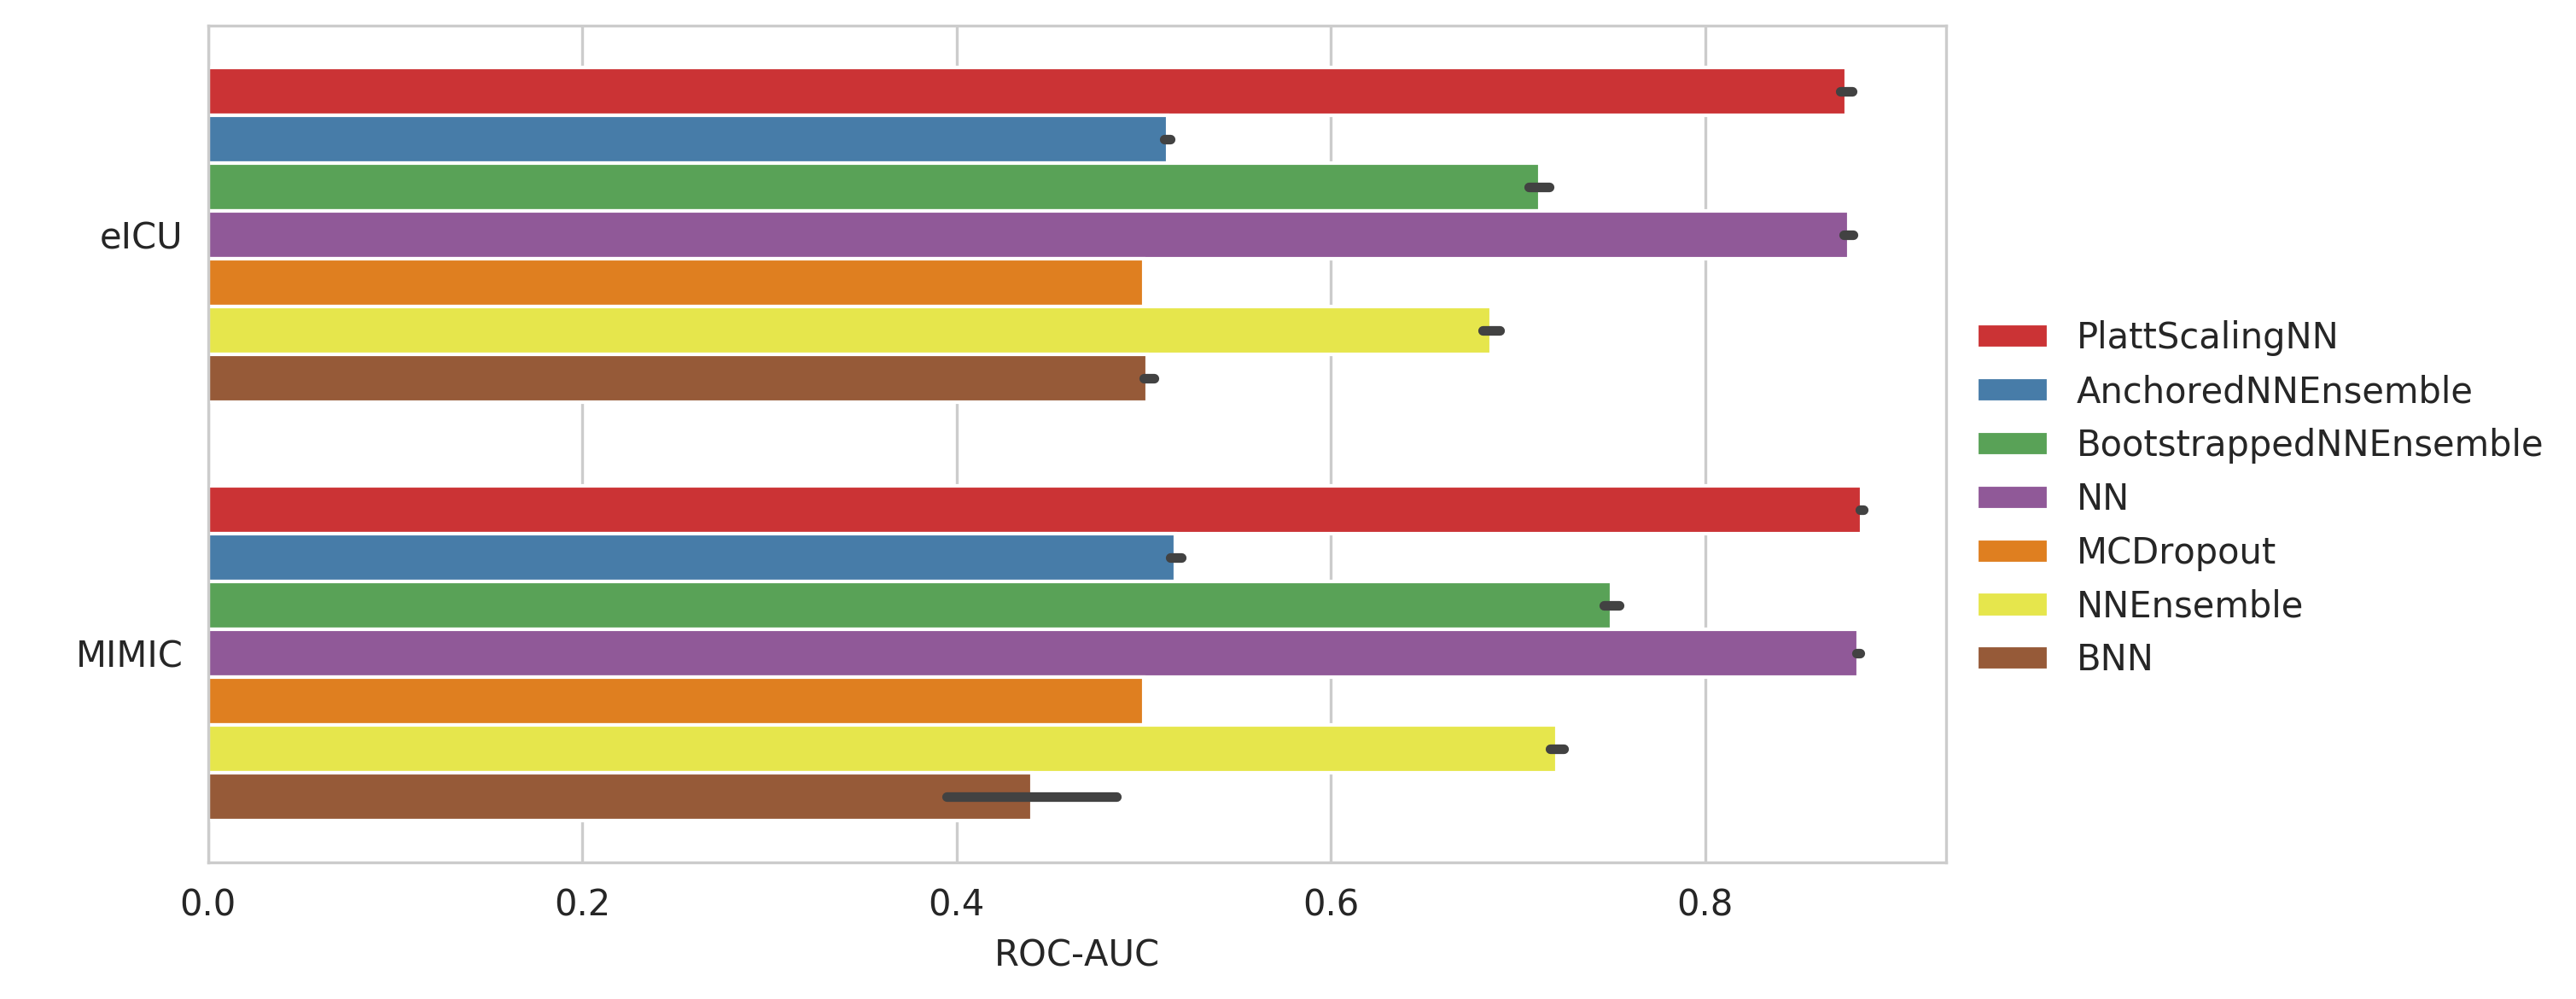 eICU
MIMIC
0.0 0.2 0.4 0.6 0.8
ROC-AUC
PlattScalingNN
AnchoredNNEnsemble
BootstrappedNNEnsemble
NN
MCDropout
NNEnsemble
BNN